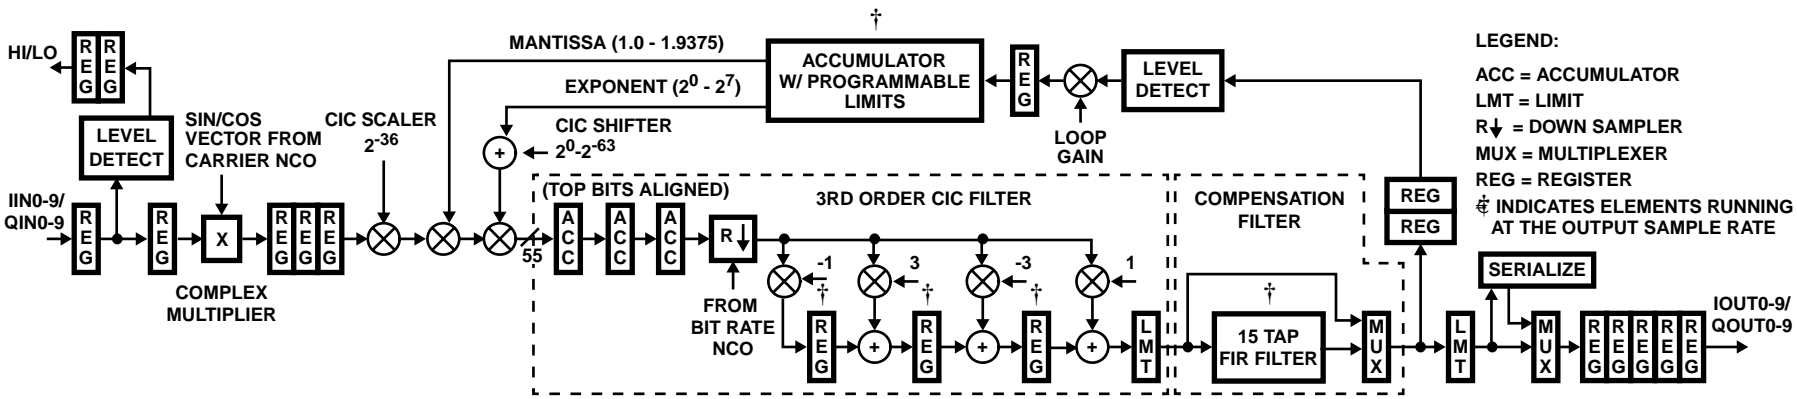 †
HI/LO
REG
REG
MANTISSA (1.0 - 1.9375)
ACCUMULATOR
W/ PROGRAMMABLE
LIMITS
EXPONENT (2⁰ - 2⁷)
REG
LEVEL
DETECT
LOOP
GAIN
LEGEND:
ACC = ACCUMULATOR
LMT = LIMIT
R↓ = DOWN SAMPLER
MUX = MULTIPLEXER
REG = REGISTER
INDICATES ELEMENTS RUNNING
AT THE OUTPUT SAMPLE RATE
LEVEL
DETECT
SIN/COS
VECTOR FROM
CARRIER NCO
CIC SCALER
2⁻³⁶
CIC SHIFTER
2⁰-2⁻⁶³
+
IIN0-9/
QIN0-9
REG
REG
X
REG
REG
REG
COMPLEX
MULTIPLIER
55
(TOP BITS ALIGNED)
3RD ORDER CIC FILTER
ACC
ACC
ACC
R↓
FROM
BIT RATE
NCO
-1
3
-3
1
†
†
†
REG
+
REG
+
REG
+
LMT
COMPENSATION
FILTER
†
15 TAP
FIR FILTER
MUX
REG
REG
LMT
SERIALIZE
MUX
REG
REG
REG
REG
REG
IOUT0-9/
QOUT0-9